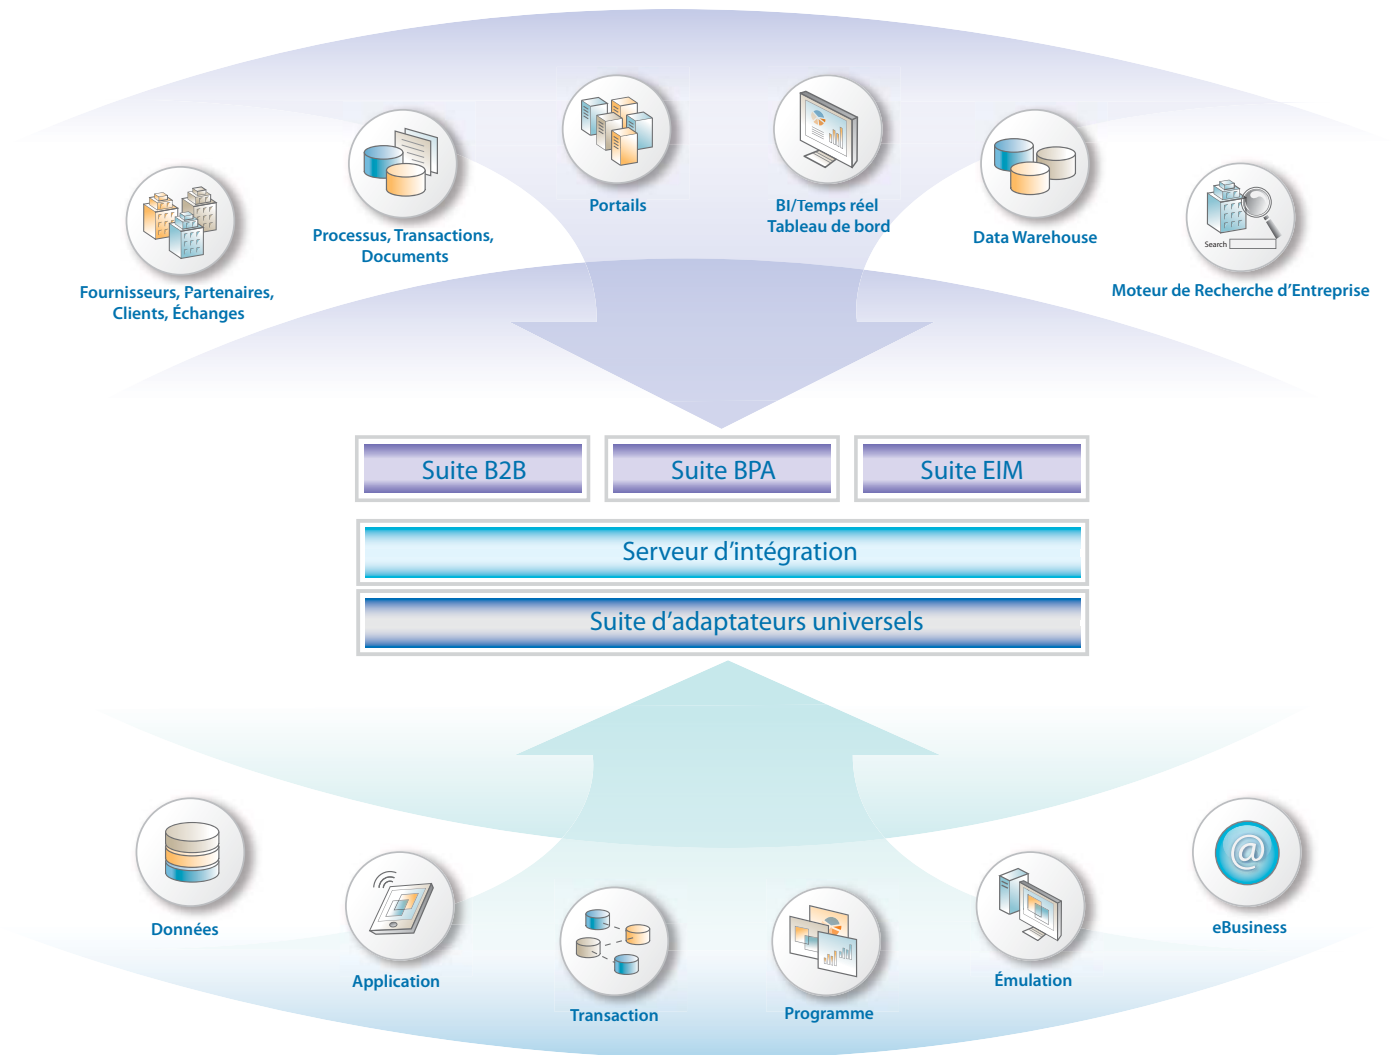 Portails
BI/Temps réel
Tableau de bord
Processus, Transactions,
Documents
Data Warehouse
Search
Fournisseurs, Partenaires,
Clients, Échanges
Moteur de Recherche d’Entreprise
Suite B2B
Suite BPA
Suite EIM
Serveur d’intégration
Suite d’adaptateurs universels
@
Données
eBusiness
Application
Émulation
Transaction
Programme